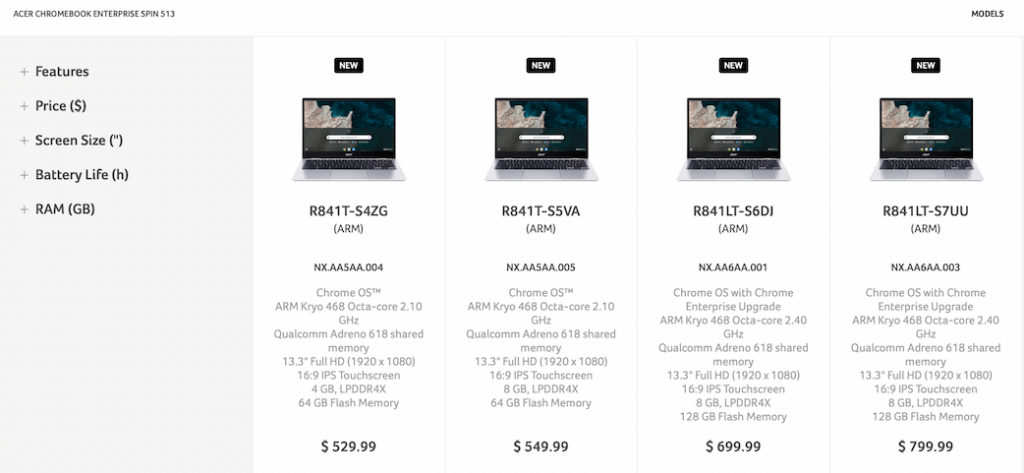 ACER CHROMEBOOK ENTERPRISE SPIN 513
MODELS
+ Features
+ Price ($)
+ Screen Size (")
+ Battery Life (h)
+ RAM (GB)
NEW
R841T-S4ZG
(ARM)
NX.AA5AA.004
Chrome OS™
ARM Kryo 468 Octa-core 2.10
GHz
Qualcomm Adreno 618 shared
memory
13.3" Full HD (1920 x 1080)
16:9 IPS Touchscreen
4 GB, LPDDR4X
64 GB Flash Memory
$ 529.99
NEW
R841T-S5VA
(ARM)
NX.AA5AA.005
Chrome OS™
ARM Kryo 468 Octa-core 2.10
GHz
Qualcomm Adreno 618 shared
memory
13.3" Full HD (1920 x 1080)
16:9 IPS Touchscreen
8 GB, LPDDR4X
64 GB Flash Memory
$ 549.99
NEW
R841LT-S6DJ
(ARM)
NX.AA6AA.001
Chrome OS with Chrome
Enterprise Upgrade
ARM Kryo 468 Octa-core 2.40
GHz
Qualcomm Adreno 618 shared
memory
13.3" Full HD (1920 x 1080)
16:9 IPS Touchscreen
8 GB, LPDDR4X
128 GB Flash Memory
$ 699.99
NEW
R841LT-S7UU
(ARM)
NX.AA6AA.003
Chrome OS with Chrome
Enterprise Upgrade
ARM Kryo 468 Octa-core 2.40
GHz
Qualcomm Adreno 618 shared
memory
13.3" Full HD (1920 x 1080)
16:9 IPS Touchscreen
8 GB, LPDDR4X
128 GB Flash Memory
$ 799.99